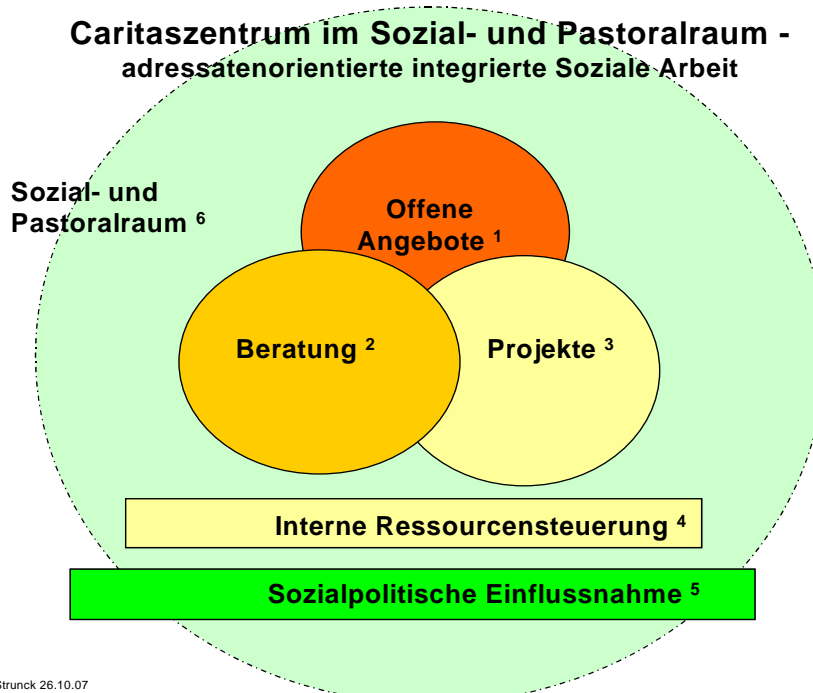 Caritaszentrum im Sozial- und Pastoralraum -
adressatenorientierte integrierte Soziale Arbeit
Sozial- und
Pastoralraum ⁶
Offene
Angebote ¹
Beratung ²
Projekte ³
Interne Ressourcensteuerung ⁴
Sozialpolitische Einflussnahme ⁵
Strunck 26.10.07